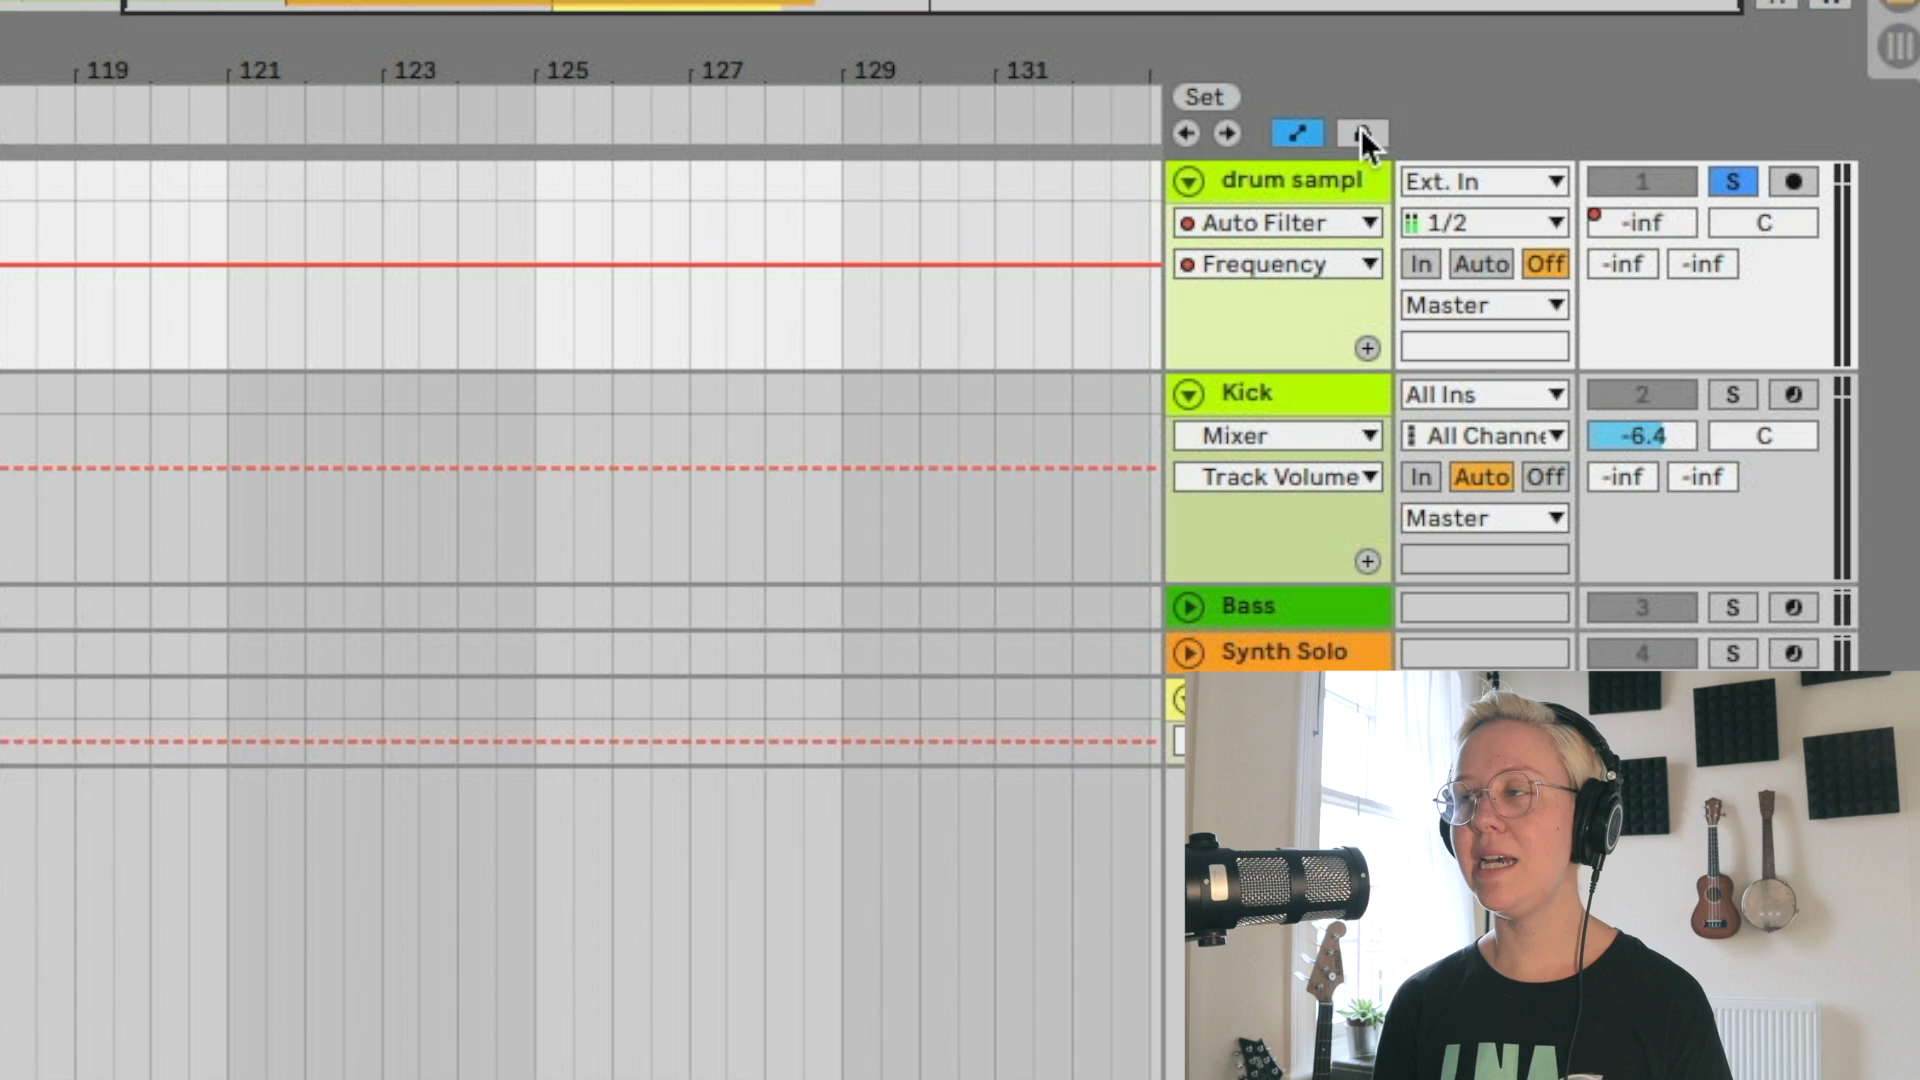 119 121 123 125 127 129 131
Set
drum sampl Ext. In 1 S
Auto Filter 1/2 -inf C
Frequency In Auto Off -inf -inf
Master
Kick All Ins 2 S
Mixer All Channe -6.4 C
Track Volume In Auto Off -inf -inf
Master
Bass 3 S
Synth Solo 4 S